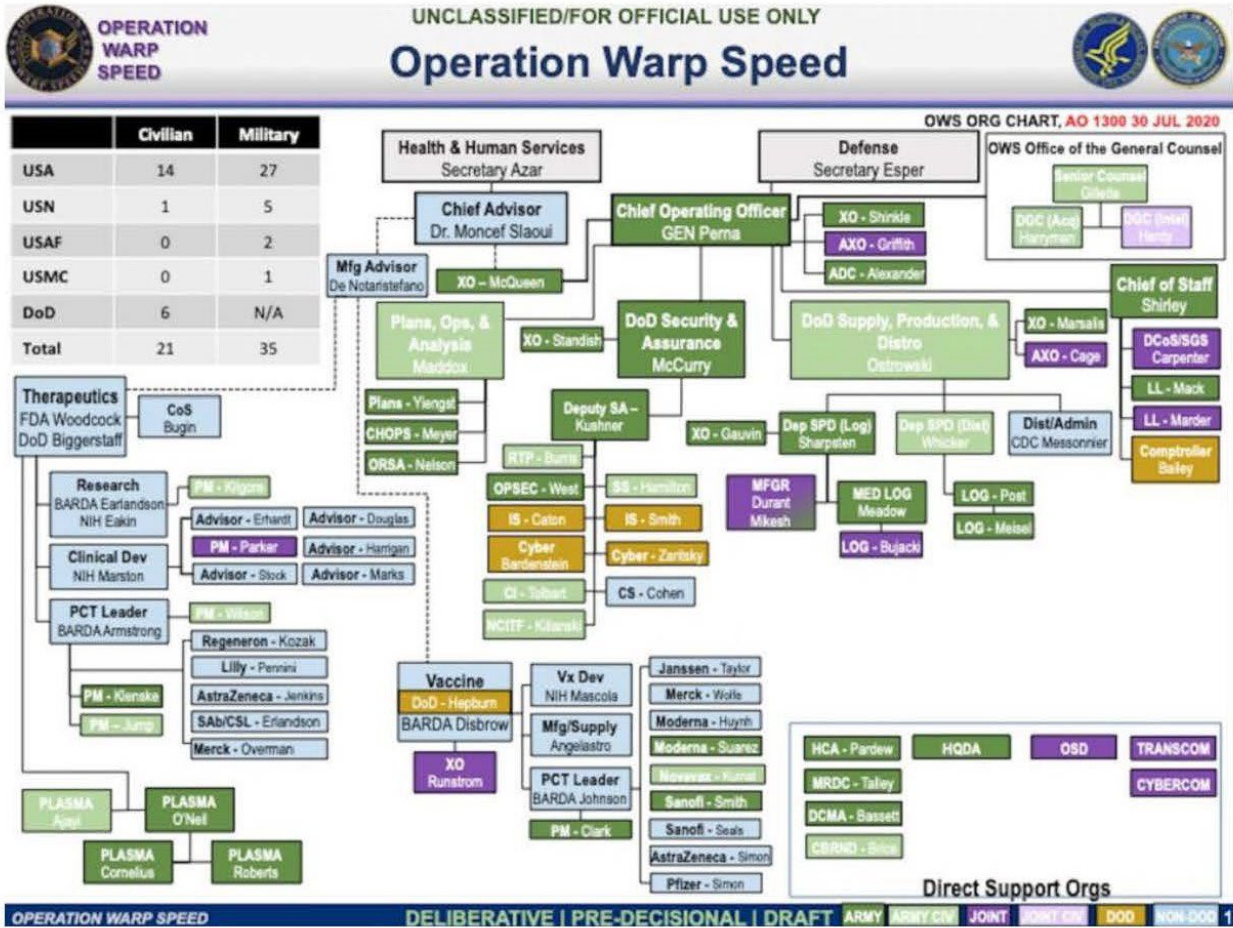 OPERATION
WARP
SPEED
UNCLASSIFIED/FOR OFFICIAL USE ONLY
Operation Warp Speed
OWS ORG CHART, AO 1300 30 JUL 2020
Civilian Military
USA 14 27
USN 1 5
USAF 0 2
USMC 0 1
DoD 6 N/A
Total 21 35
Health & Human Services
Secretary Azar
Defense
Secretary Esper
OWS Office of the General Counsel
Senior Counsel
Gillette
DGC (Acq)
Harryman
DGC (Intel)
Chief Advisor
Dr. Moncef Slaoui
Chief Operating Officer
GEN Perna
XO - Shinkle
AXO - Griffith
ADC - Alexander
Mfg Advisor
De Notaristefano
XO – McQueen
Chief of Staff
Shirley
DCoS/SGS
Carpenter
LL - Mack
LL - Marder
Comptroller
Bailey
Plans, Ops, &
Analysis
Maddox
Plans - Yiengst
CHOPS - Meyer
ORSA - Nelson
XO - Standish
DoD Security &
Assurance
McCurry
Deputy SA –
Kushner
RTP - Burris
OPSEC - West
SS - Hamilton
IS - Caton
IS - Smith
Cyber
Bardenstein
Cyber - Zaritsky
CI - Tolbart
CS - Cohen
NCITF - Kilianski
DoD Supply, Production, &
Distro
Ostrowski
XO - Marsalis
AXO - Cage
XO - Gauvin
Dep SPD (Log)
Sharpsten
Dep SPD (Dist)
Whicker
Dist/Admin
CDC Messonnier
MFGR
Durant
Mikesh
MED LOG
Meadow
LOG - Bujacki
LOG - Post
LOG - Meisel
Therapeutics
FDA Woodcock
DoD Biggerstaff
CoS
Bugin
Research
BARDA Earlandson
NIH Eakin
PM - Kilgore
Clinical Dev
NIH Marston
Advisor - Erhardt
Advisor - Douglas
PM - Parker
Advisor - Harrigan
Advisor - Stock
Advisor - Marks
PCT Leader
BARDA Armstrong
PM - Wilson
Regeneron - Kozak
Lilly - Pennini
AstraZeneca - Jenkins
SAb/CSL - Erlandson
Merck - Overman
PM - Klenske
PM – Jump
PLASMA
Ajayi
PLASMA
O'Neil
PLASMA
Cornelius
PLASMA
Roberts
Vaccine
DoD - Hepburn
BARDA Disbrow
XO
Runstrom
Vx Dev
NIH Mascola
Mfg/Supply
Angelastro
PCT Leader
BARDA Johnson
PM - Clark
Janssen - Taylor
Merck - Wolfe
Moderna - Huynh
Moderna - Suarez
Novavax -
Sanofi - Smith
Sanofi - Seals
AstraZeneca - Simon
Pfizer - Simon
HCA - Pardew
HQDA
OSD
TRANSCOM
MRDC - Talley
CYBERCOM
DCMA - Bassett
CBRND - Brice
Direct Support Orgs
OPERATION WARP SPEED
DELIBERATIVE | PRE-DECISIONAL | DRAFT
ARMY ARMY CIV JOINT JOINT CIV DOD NON-DOD 1